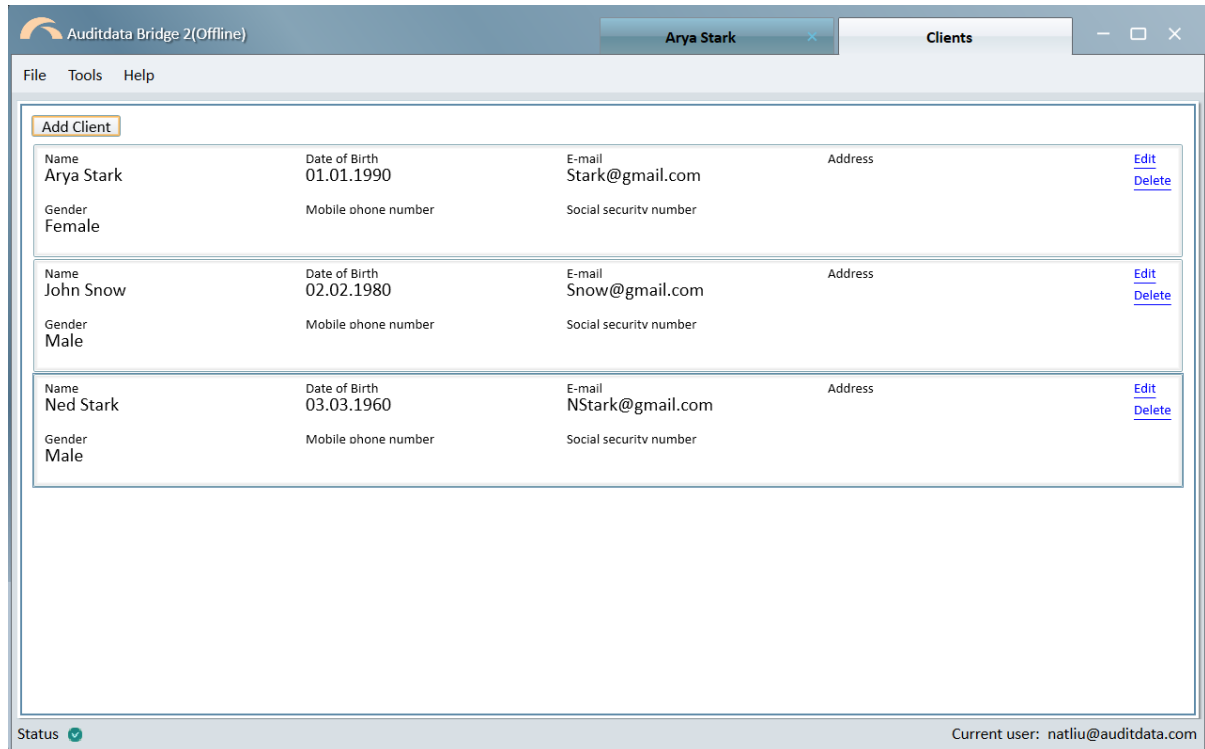 Auditdata Bridge 2(Offline)
Arya Stark
Clients
File Tools Help
Add Client
Name Date of Birth E-mail Address Edit
Arya Stark 01.01.1990 Stark@gmail.com
Delete
Gender Mobile phone number Social security number
Female
Name Date of Birth E-mail Address Edit
John Snow 02.02.1980 Snow@gmail.com
Delete
Gender Mobile phone number Social security number
Male
Name Date of Birth E-mail Address Edit
Ned Stark 03.03.1960 NStark@gmail.com
Delete
Gender Mobile phone number Social security number
Male
Status Current user: natliu@auditdata.com